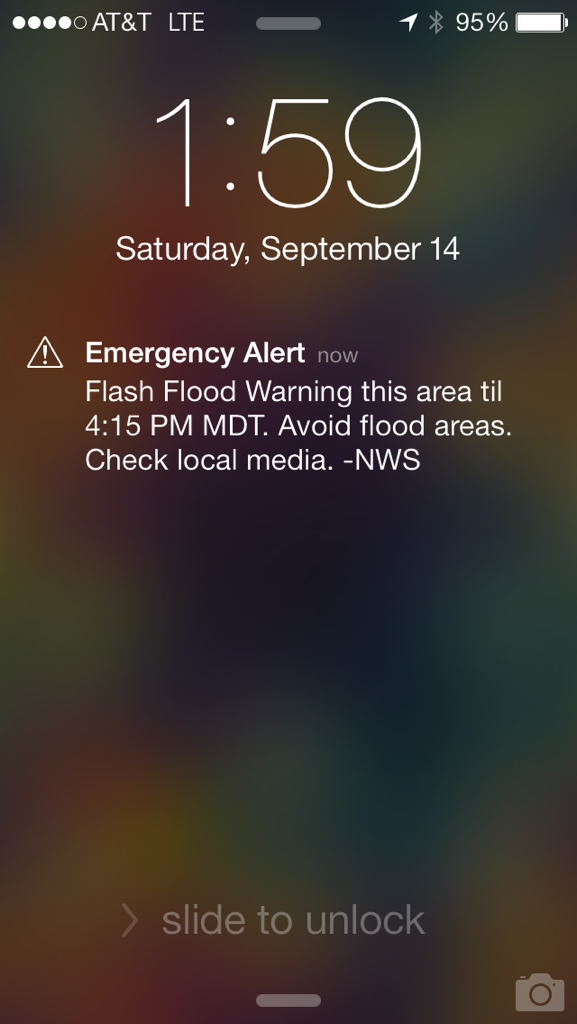 AT&T LTE 95%
1:59
Saturday, September 14
Emergency Alert now
Flash Flood Warning this area til
4:15 PM MDT. Avoid flood areas.
Check local media. -NWS
slide to unlock